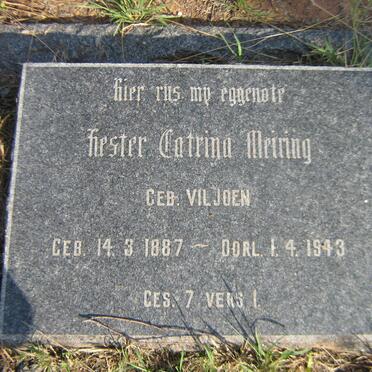 Hier rus my eggenote
Hester Catrina Meiring
GEB. VILJOEN
GEB. 14.3 1887 ~ OORL. 1.4.1943
GES. 7 VERS 1.